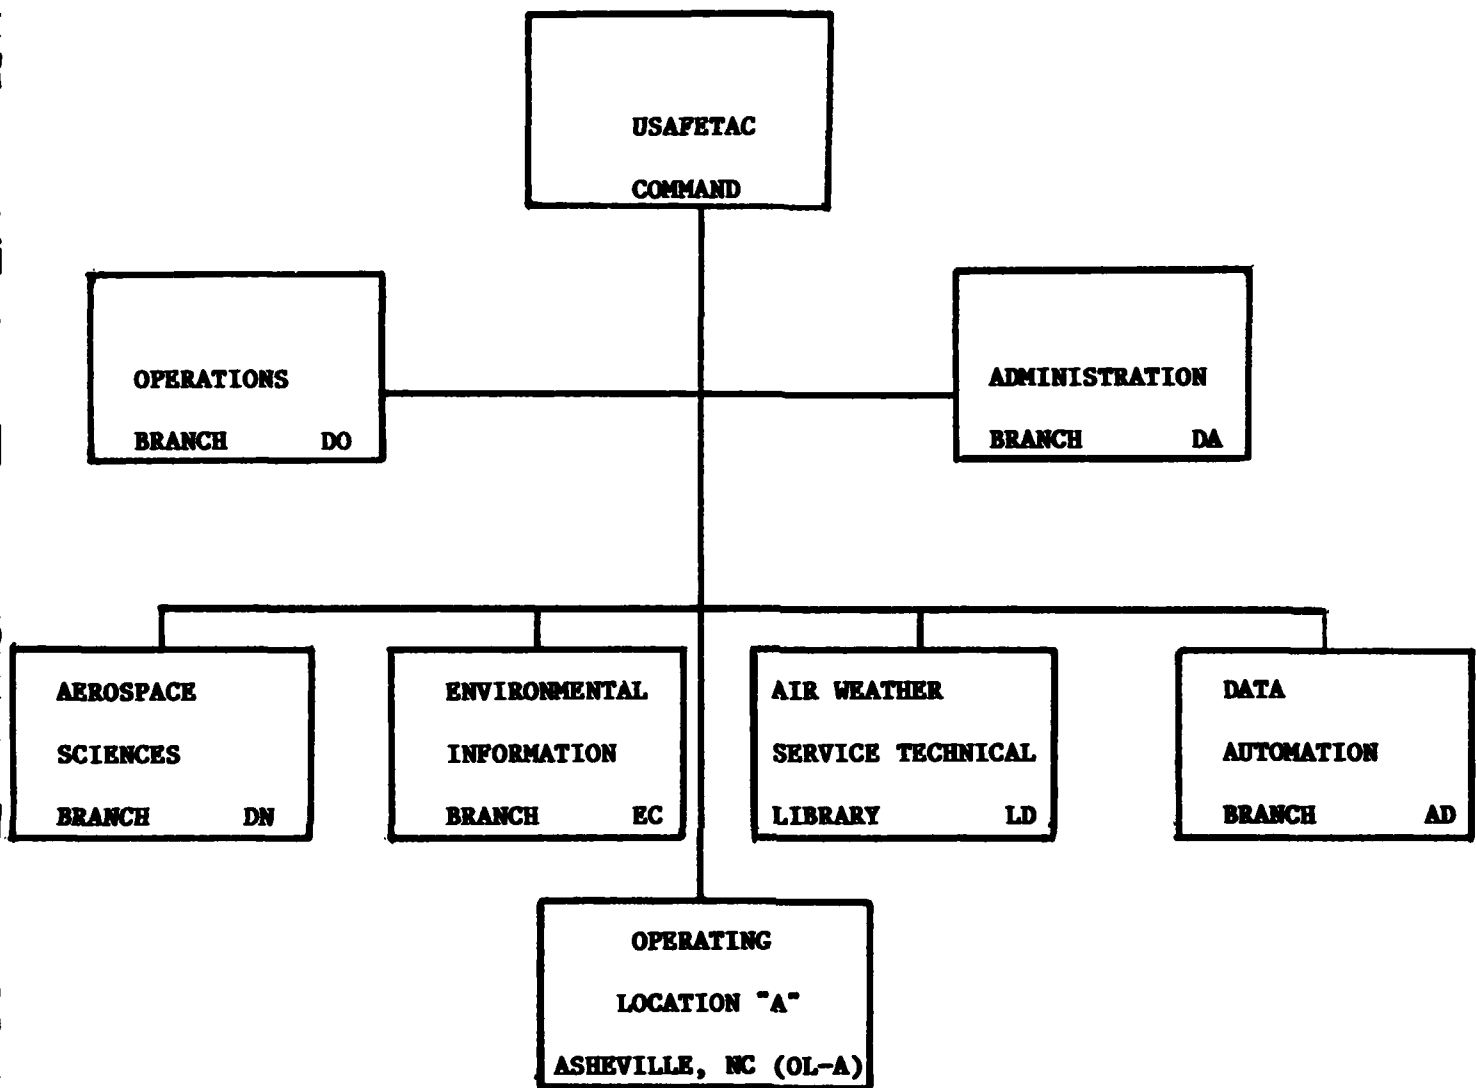 USAFETAC
COMMAND
OPERATIONS
BRANCH DO
ADMINISTRATION
BRANCH DA
AEROSPACE
SCIENCES
BRANCH DN
ENVIRONMENTAL
INFORMATION
BRANCH EC
AIR WEATHER
SERVICE TECHNICAL
LIBRARY LD
DATA
AUTOMATION
BRANCH AD
OPERATING
LOCATION "A"
ASHEVILLE, NC (OL-A)